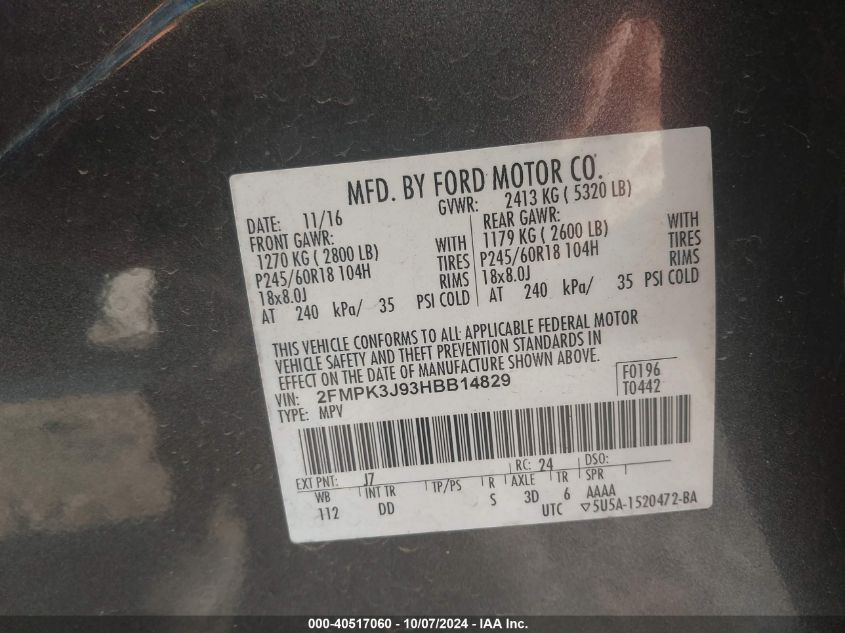 MFD. BY FORD MOTOR CO.
DATE: 11/16 GVWR: 2413 KG ( 5320 LB)
FRONT GAWR: REAR GAWR:
1270 KG ( 2800 LB) WITH 1179 KG ( 2600 LB) WITH
P245/60R18 104H TIRES P245/60R18 104H TIRES
18x8.0J RIMS 18x8.0J RIMS
AT 240 kPa/ 35 PSI COLD AT 240 kPa/ 35 PSI COLD
THIS VEHICLE CONFORMS TO ALL APPLICABLE FEDERAL MOTOR
VEHICLE SAFETY AND THEFT PREVENTION STANDARDS IN
EFFECT ON THE DATE OF MANUFACTURE SHOWN ABOVE.
VIN: 2FMPK3J93HBB14829 F0196
TYPE: MPV T0442
EXT PNT: J7 RC: 24 DSO:
WB INT TR TP/PS R AXLE TR SPR
112 DD S 3D 6 AAAA
UTC ▽5U5A-1520472-BA
000-40517060 - 10/07/2024 - IAA Inc.